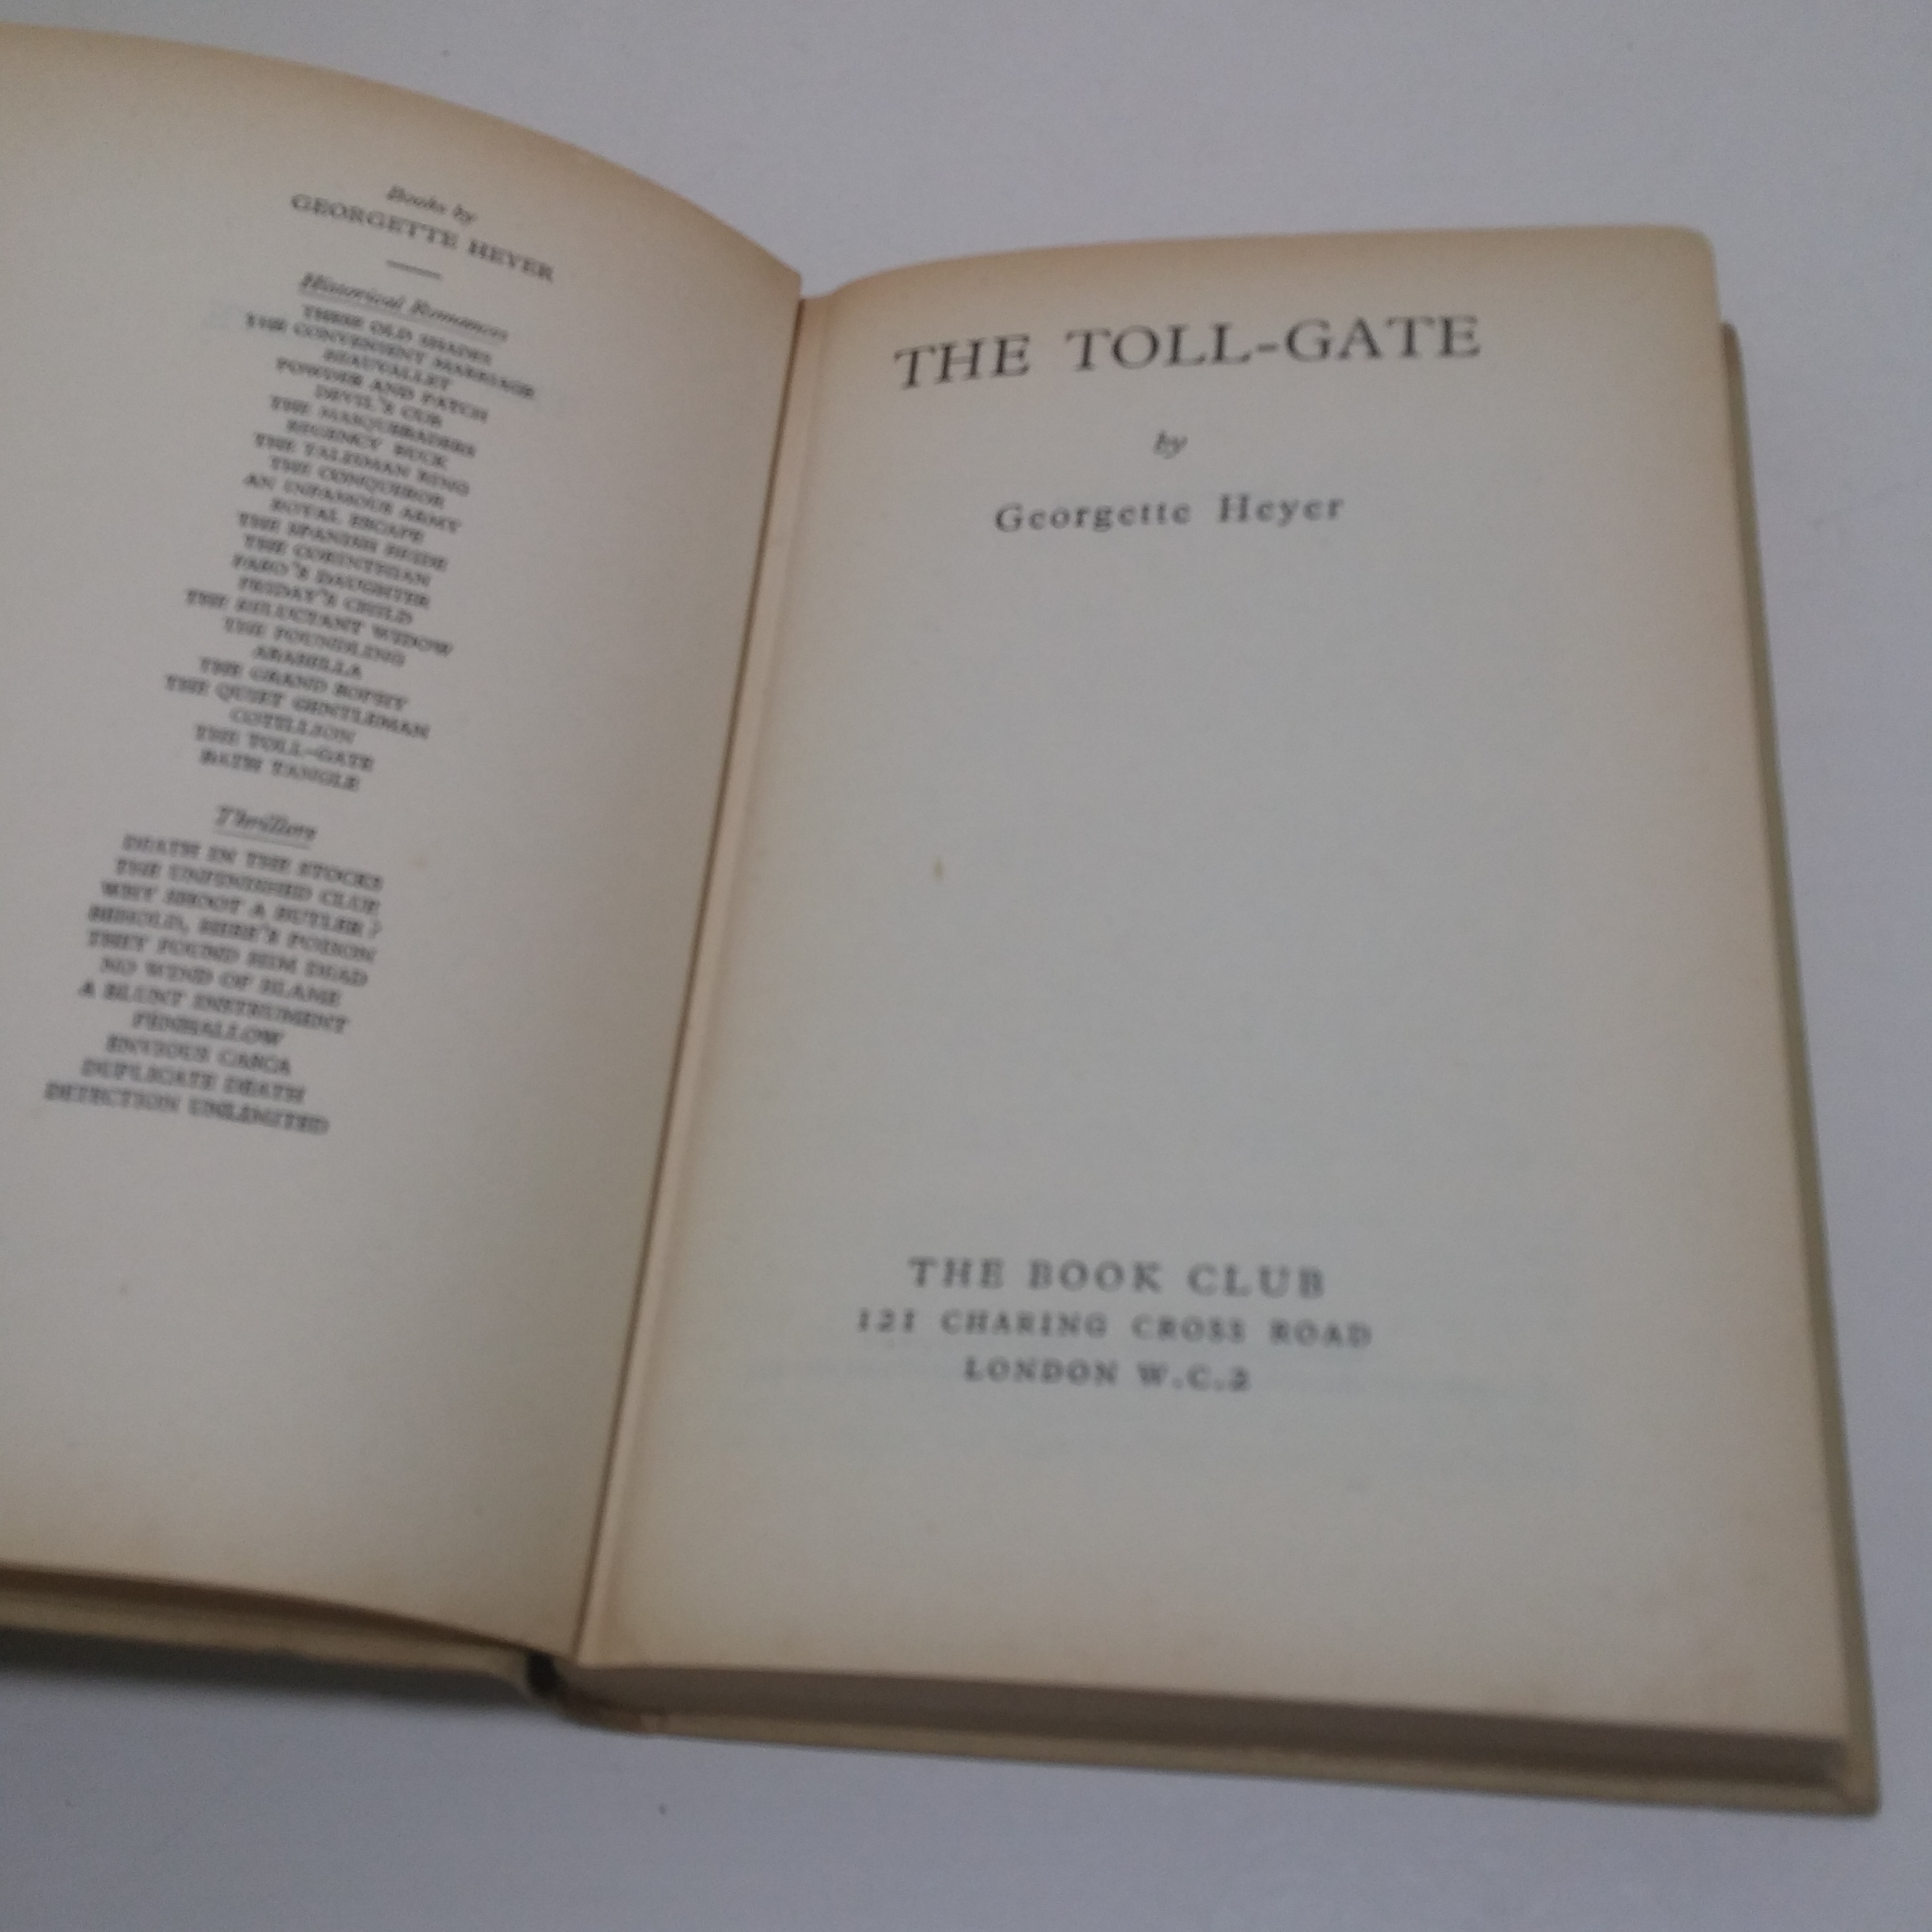 Books by
GEORGETTE HEYER
Historical Romances
THESE OLD SHADES
THE CONVENIENT MARRIAGE
BEAUVALLET
POWDER AND PATCH
DEVIL'S CUB
THE MASQUERADERS
REGENCY BUCK
THE TALISMAN RING
THE CONQUEROR
AN INFAMOUS ARMY
ROYAL ESCAPE
THE SPANISH BRIDE
THE CORINTHIAN
FARO'S DAUGHTER
FRIDAY'S CHILD
THE RELUCTANT WIDOW
THE FOUNDLING
ARABELLA
THE GRAND SOPHY
THE QUIET GENTLEMAN
COTILLION
THE TOLL-GATE
BATH TANGLE
Thrillers
DEATH IN THE STOCKS
THE UNFINISHED CLUE
WHY SHOOT A BUTLER?
BEHOLD, HERE'S POISON
THEY FOUND HIM DEAD
NO WIND OF BLAME
A BLUNT INSTRUMENT
PENHALLOW
ENVIOUS CASCA
DUPLICATE DEATH
DETECTION UNLIMITED
THE TOLL-GATE
by
Georgette Heyer
THE BOOK CLUB
121 CHARING CROSS ROAD
LONDON W.C.2